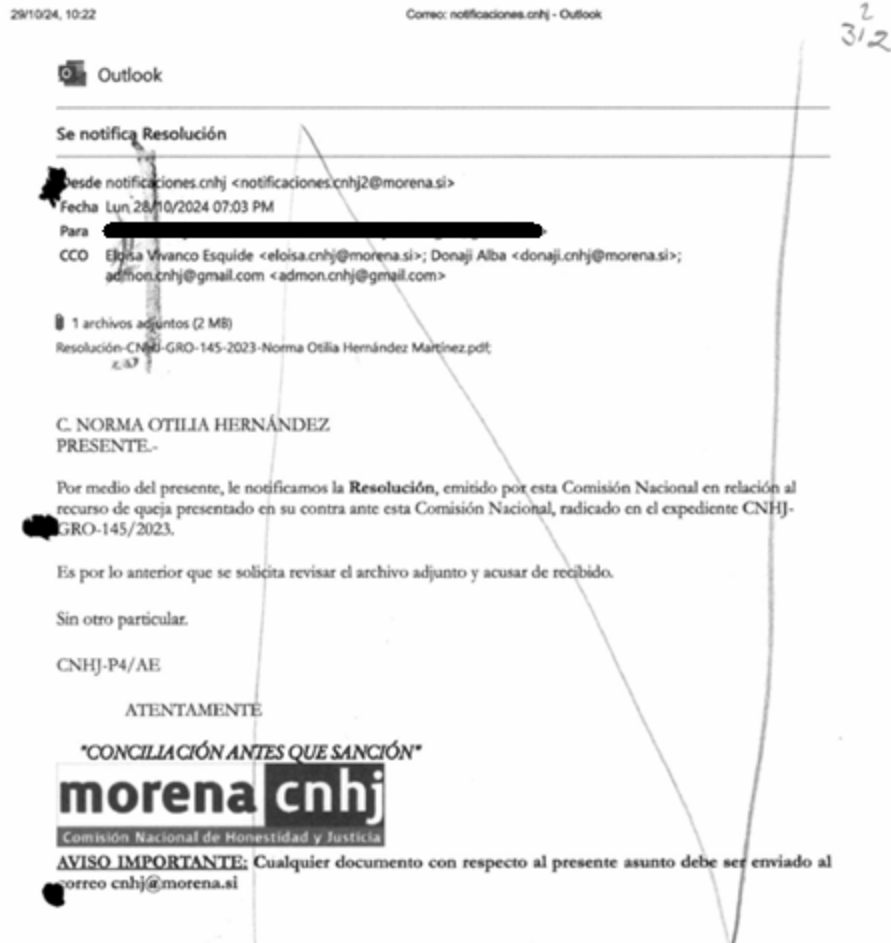 29/10/24, 10:22
Correo: notificaciones.cnhj - Outlook
2
312
Outlook
Se notifica Resolución
Desde notificaciones.cnhj <notificaciones.cnhj2@morena.si>
Fecha Lun 28/10/2024 07:03 PM
Para
CCO Eloisa Vivanco Esquide <eloisa.cnhj@morena.si>; Donaji Alba <donaji.cnhj@morena.si>;
admon.cnhj@gmail.com <admon.cnhj@gmail.com>
1 archivos adjuntos (2 MB)
Resolución-CNHJ-GRO-145-2023-Norma Otilia Hernández Martínez.pdf;
C. NORMA OTILIA HERNÁNDEZ
PRESENTE.-
Por medio del presente, le notificamos la Resolución, emitido por esta Comisión Nacional en relación al
recurso de queja presentado en su contra ante esta Comisión Nacional, radicado en el expediente CNHJ-
GRO-145/2023.
Es por lo anterior que se solicita revisar el archivo adjunto y acusar de recibido.
Sin otro particular.
CNHJ-P4/AE
ATENTAMENTE
"CONCILIACIÓN ANTES QUE SANCIÓN"
morena cnhj
Comisión Nacional de Honestidad y Justicia
AVISO IMPORTANTE: Cualquier documento con respecto al presente asunto debe ser enviado al
correo cnhj@morena.si